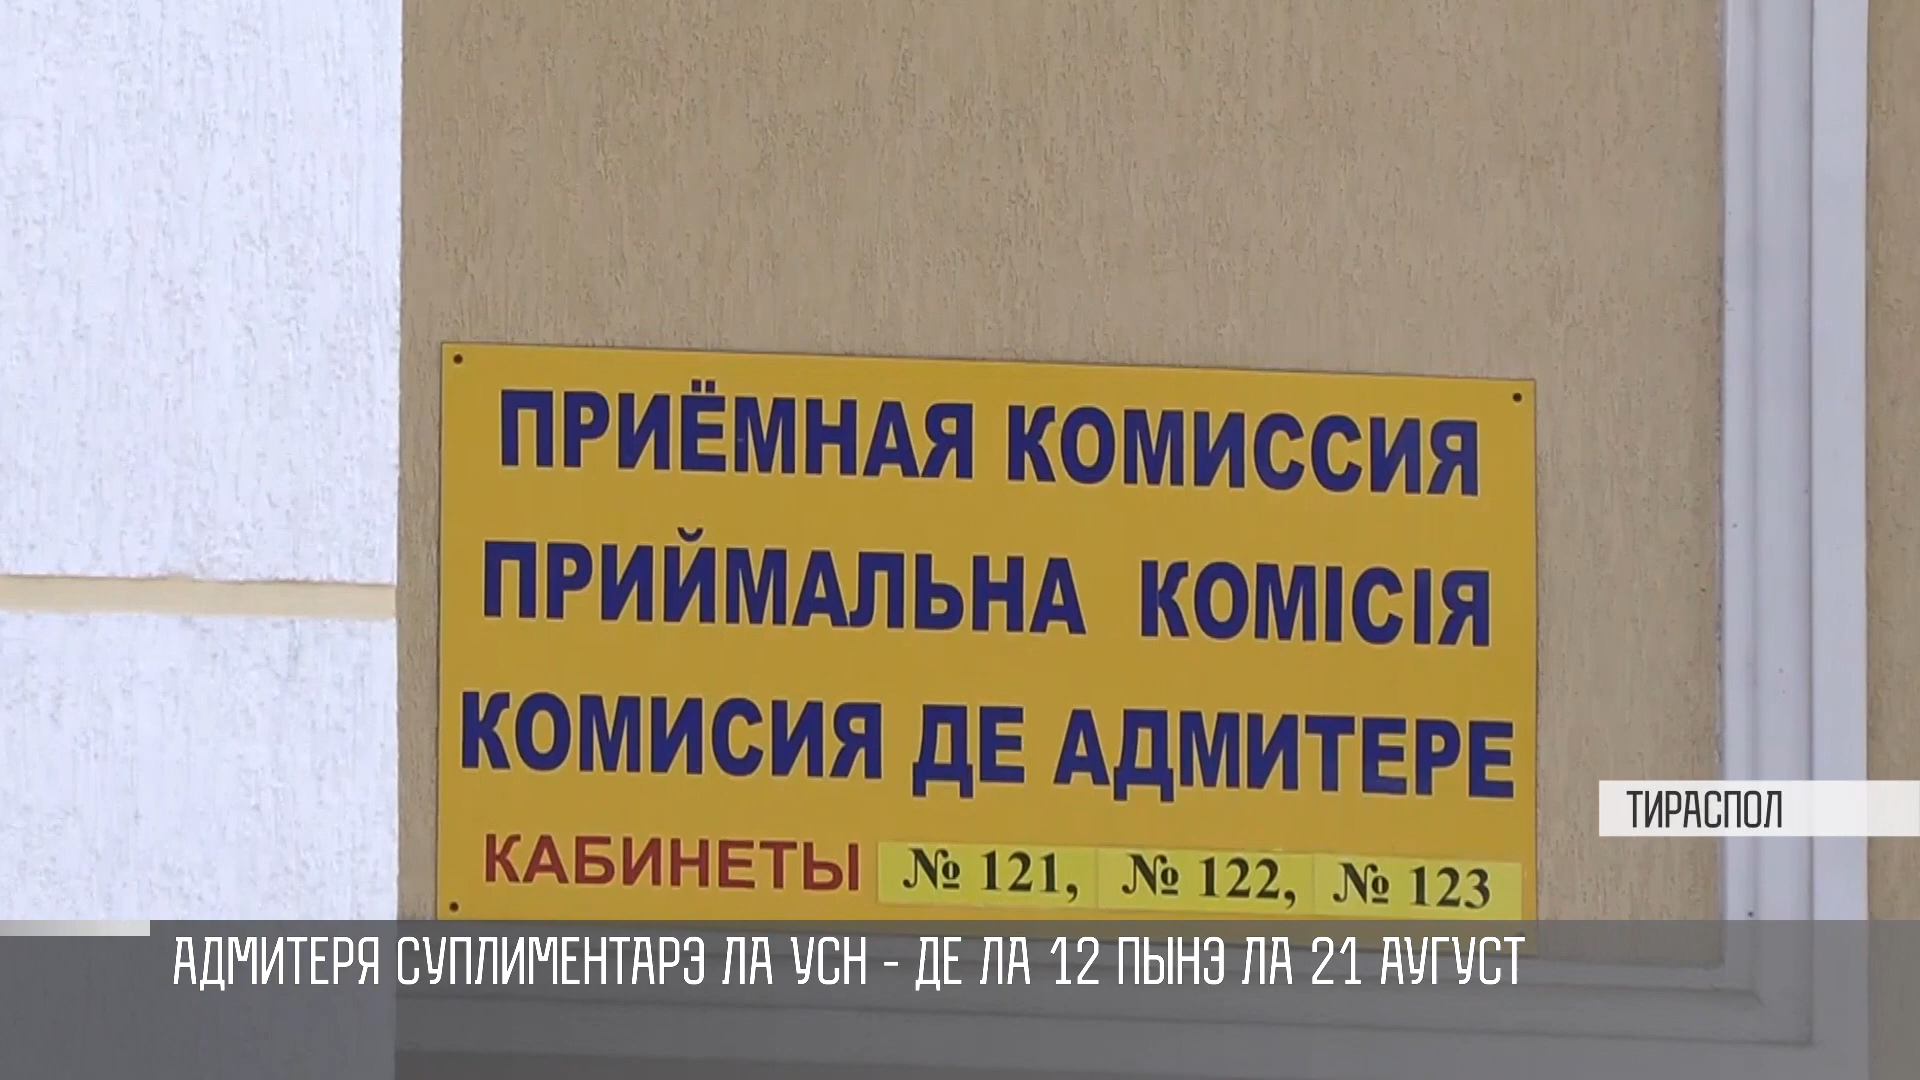 ПРИЁМНАЯ КОМИССИЯ
ПРИЙМАЛЬНА КОМІСІЯ
КОМИСИЯ ДЕ АДМИТЕРЕ
КАБИНЕТЫ № 121, № 122, № 123
ТИРАСПОЛ
АДМИТЕРЯ СУПЛИМЕНТАРЭ ЛА УСН - ДЕ ЛА 12 ПЫНЭ ЛА 21 АУГУСТ